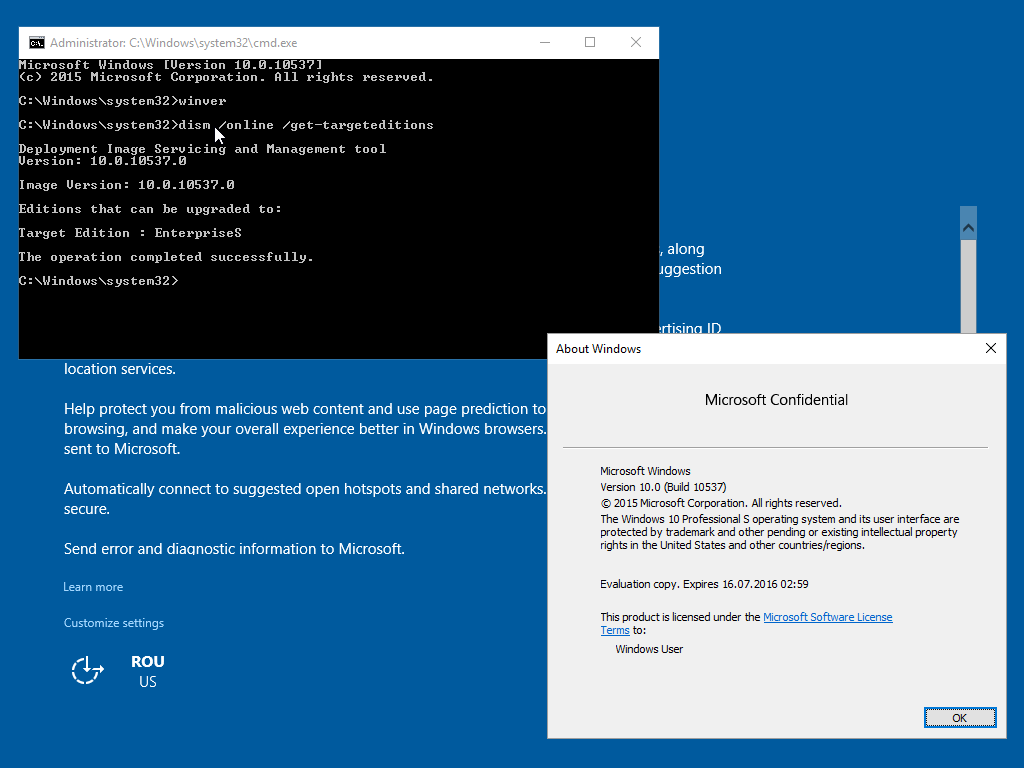 Administrator: C:\Windows\system32\cmd.exe
Microsoft Windows [Version 10.0.10537]
(c) 2015 Microsoft Corporation. All rights reserved.
C:\Windows\system32>winver
C:\Windows\system32>dism /online /get-targeteditions
Deployment Image Servicing and Management tool
Version: 10.0.10537.0
Image Version: 10.0.10537.0
Editions that can be upgraded to:
Target Edition : EnterpriseS
The operation completed successfully.
C:\Windows\system32>
, along
uggestion
ertising ID
location services.
Help protect you from malicious web content and use page prediction to
browsing, and make your overall experience better in Windows browsers.
sent to Microsoft.
Automatically connect to suggested open hotspots and shared networks.
secure.
Send error and diagnostic information to Microsoft.
Learn more
Customize settings
ROU
US
About Windows
Microsoft Confidential
Microsoft Windows
Version 10.0 (Build 10537)
© 2015 Microsoft Corporation. All rights reserved.
The Windows 10 Professional S operating system and its user interface are
protected by trademark and other pending or existing intellectual property
rights in the United States and other countries/regions.
Evaluation copy. Expires 16.07.2016 02:59
This product is licensed under the Microsoft Software License
Terms to:
Windows User
OK